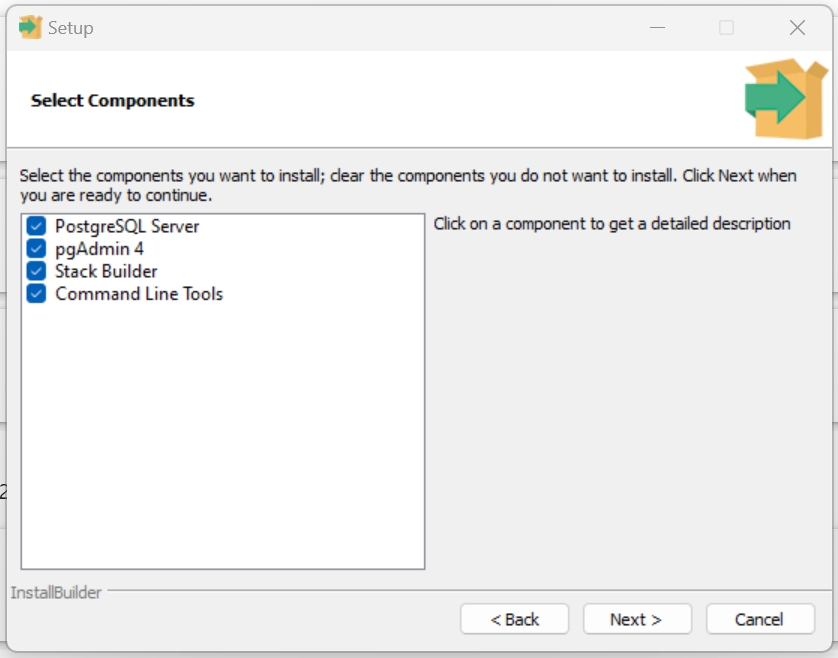 Setup
Select Components
Select the components you want to install; clear the components you do not want to install. Click Next when
you are ready to continue.
PostgreSQL Server
Click on a component to get a detailed description
pgAdmin 4
Stack Builder
Command Line Tools
2
InstallBuilder
< Back
Next >
Cancel